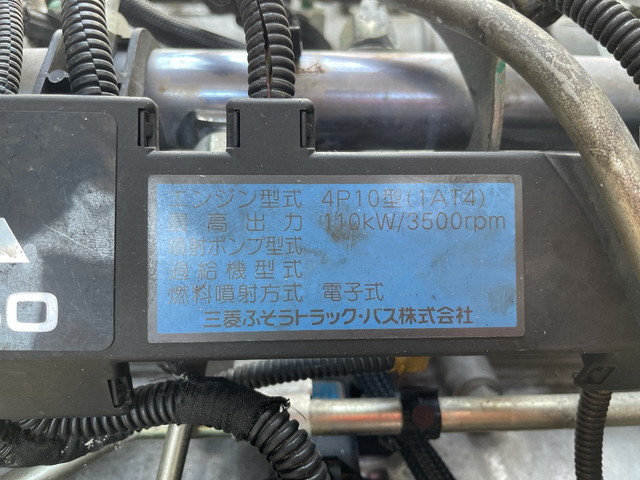 エンジン型式 4P10型(1AT4)
最高出力 110kW/3500rpm
噴射ポンプ型式
過給機型式
燃料噴射方式 電子式
三菱ふそうトラック・バス株式会社